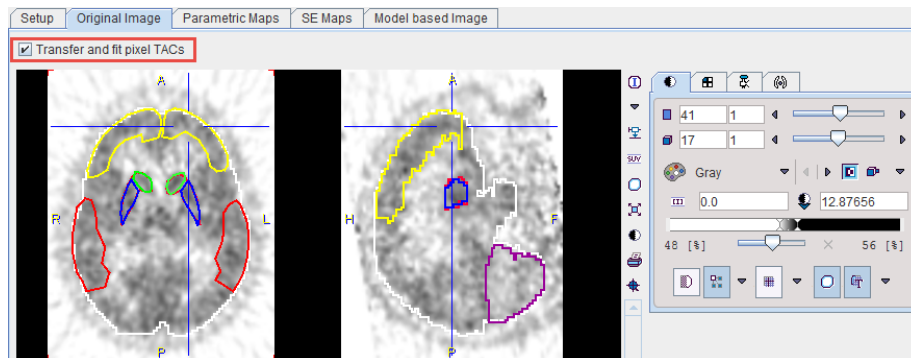 Setup Original Image Parametric Maps SE Maps Model based Image
Transfer and fit pixel TACs
A A
R L H F
P P
SUV
41 1
17 1
Gray
0.0 12.87656
48 [%] 56 [%]